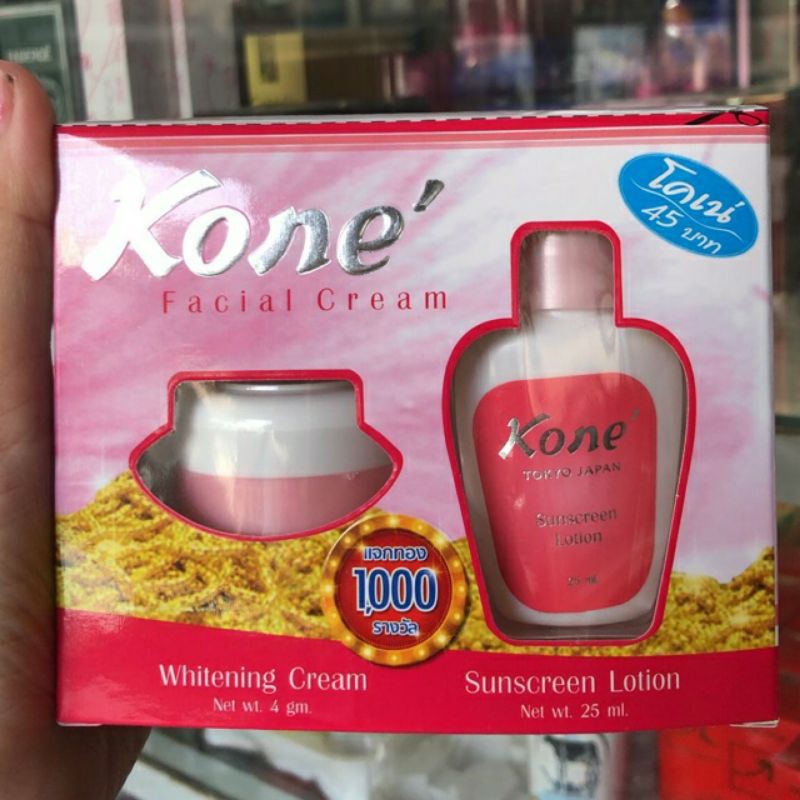 Kone'
Facial Cream
โคเน่
45 บาท
Kone'
TOKYO JAPAN
Sunscreen
Lotion
25 ml.
แจกทอง
1,000
รางวัล
Whitening Cream
Net wt. 4 gm.
Sunscreen Lotion
Net wt. 25 ml.